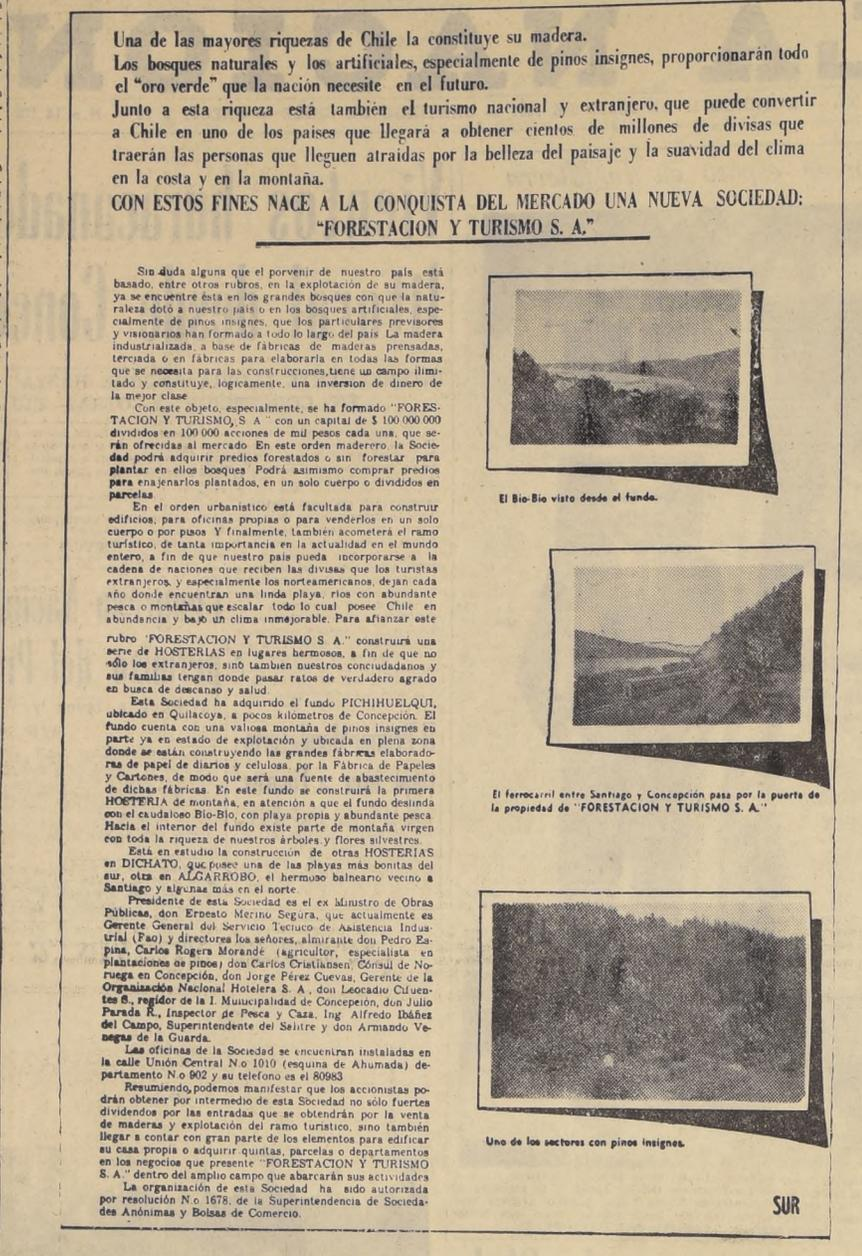 Una de las mayores riquezas de Chile la constituye su madera.
Los bosques naturales y los artificiales, especialmente de pinos insignes, proporcionarán todo
el "oro verde" que la nación necesite en el futuro.
Junto a esta riqueza está también el turismo nacional y extranjero, que puede convertir
a Chile en uno de los países que llegará a obtener cientos de millones de divisas que
traerán las personas que lleguen atraídas por la belleza del paisaje y la suavidad del clima
en la costa y en la montaña.
CON ESTOS FINES NACE A LA CONQUISTA DEL MERCADO UNA NUEVA SOCIEDAD:
"FORESTACION Y TURISMO S. A."
Sin duda alguna que el porvenir de nuestro país está
basado, entre otros rubros, en la explotación de su madera,
ya se encuentre ésta en los grandes bosques con que la natu-
raleza dotó a nuestro país o en los bosques artificiales, espe-
cialmente de pinos insignes, que los particulares previsores
y visionarios han formado a todo lo largo del país La madera
industrializada, a base de fábricas de maderas prensadas,
terciada o en fábricas para elaborarla en todas las formas
que se necesita para las construcciones, tiene un campo ilimi-
tado y constituye, lógicamente, una inversión de dinero de
la mejor clase
Con este objeto, especialmente, se ha formado "FORES-
TACION Y TURISMO, S A " con un capital de $ 100 000 000
divididos en 100 000 acciones de mil pesos cada una, que se-
rán ofrecidas al mercado En este orden maderero, la Socie-
dad podrá adquirir predios forestados o sin forestar para
plantar en ellos bosques Podrá asimismo comprar predios
para enajenarlos plantados, en un solo cuerpo o divididos en
parcelas
En el orden urbanístico está facultada para construir
edificios, para oficinas propias o para venderlos en un solo
cuerpo o por pisos Y finalmente, también acometerá el ramo
turístico, de tanta importancia en la actualidad en el mundo
entero, a fin de que nuestro país pueda incorporarse a la
cadena de naciones que reciben las divisas que los turistas
extranjeros, y especialmente los norteamericanos, dejan cada
año donde encuentran una linda playa, ríos con abundante
pesca o montañas que escalar todo lo cual posee Chile en
abundancia y bajo un clima inmejorable. Para afianzar este
rubro "FORESTACION Y TURISMO S A." construirá una
serie de HOSTERIAS en lugares hermosos, a fin de que no
sólo los extranjeros, sinó también nuestros conciudadanos y
sus familias tengan donde pasar ratos de verdadero agrado
en busca de descanso y salud
Esta Sociedad ha adquirido el fundo PICHIHUELQUI,
ubicado en Quilacoya, a pocos kilómetros de Concepción. El
fundo cuenta con una valiosa montaña de pinos insignes en
parte ya en estado de explotación y ubicada en plena zona
donde se están construyendo las grandes fábricas elaborado-
ras de papel de diarios y celulosa, por la Fábrica de Papeles
y Cartones, de modo que será una fuente de abastecimiento
de dichas fábricas. En este fundo se construirá la primera
HOSTERIA de montaña, en atención a que el fundo deslinda
con el caudaloso Bío-Bío, con playa propia y abundante pesca
Hacia el interior del fundo existe parte de montaña virgen
con toda la riqueza de nuestros árboles y flores silvestres.
Está en estudio la construcción de otras HOSTERIAS
en DICHATO, que posee una de las playas más bonitas del
sur, otra en ALGARROBO, el hermoso balneario vecino a
Santiago y algunas más en el norte
Presidente de esta Sociedad es el ex Ministro de Obras
Públicas, don Ernesto Merino Segura, que actualmente es
Gerente General del Servicio Técnico de Asistencia Indus-
trial (Fao) y directores los señores, almirante don Pedro Es-
pina, Carlos Rogers Morandé (agricultor, especialista en
plantaciones de pinos) don Carlos Cristiansen, Cónsul de No-
ruega en Concepción, don Jorge Pérez Cuevas, Gerente de la
Organización Nacional Hotelera S. A, don Leocadio Cifuen-
tes S., regidor de la I. Municipalidad de Concepción, don Julio
Parada R., Inspector de Pesca y Caza, Ing Alfredo Ibáñez
del Campo, Superintendente del Salitre y don Armando Ve-
negas de la Guarda.
Las oficinas de la Sociedad se encuentran instaladas en
la calle Unión Central N.o 1010 (esquina de Ahumada) de-
partamento N.o 902 y su teléfono es el 80983
Resumiendo, podemos manifestar que los accionistas po-
drán obtener por intermedio de esta Sociedad no sólo fuertes
dividendos por las entradas que se obtendrán por la venta
de maderas y explotación del ramo turístico, sino también
llegar a contar con gran parte de los elementos para edificar
su casa propia o adquirir quintas, parcelas o departamentos
en los negocios que presente "FORESTACION Y TURISMO
S. A." dentro del amplio campo que abarcarán sus actividades
La organización de esta Sociedad ha sido autorizada
por resolución N.o 1678, de la Superintendencia de Socieda-
des Anónimas y Bolsas de Comercio.
El Bío-Bío visto desde el fundo.
El ferrocarril entre Santiago y Concepción pasa por la puerta de
la propiedad de "FORESTACION Y TURISMO S. A."
Uno de los sectores con pinos insignes.
SUR